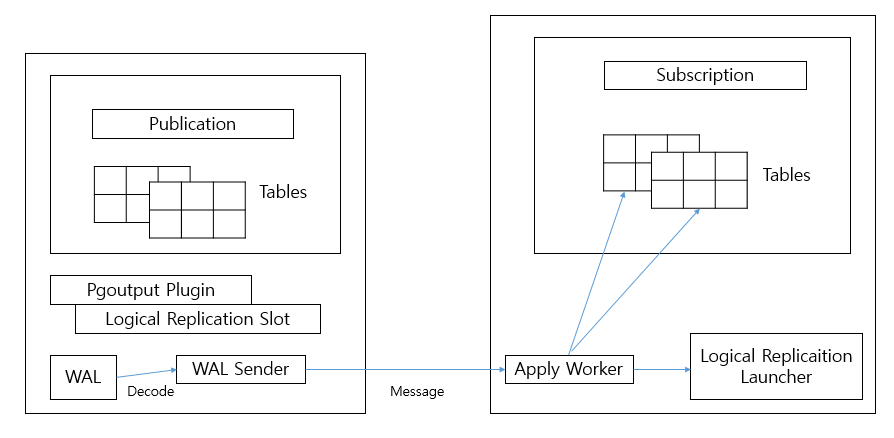 Publication
Tables
Pgoutput Plugin
Logical Replication Slot
WAL
Decode
WAL Sender
Message
Subscription
Tables
Apply Worker
Logical Replicaition
Launcher